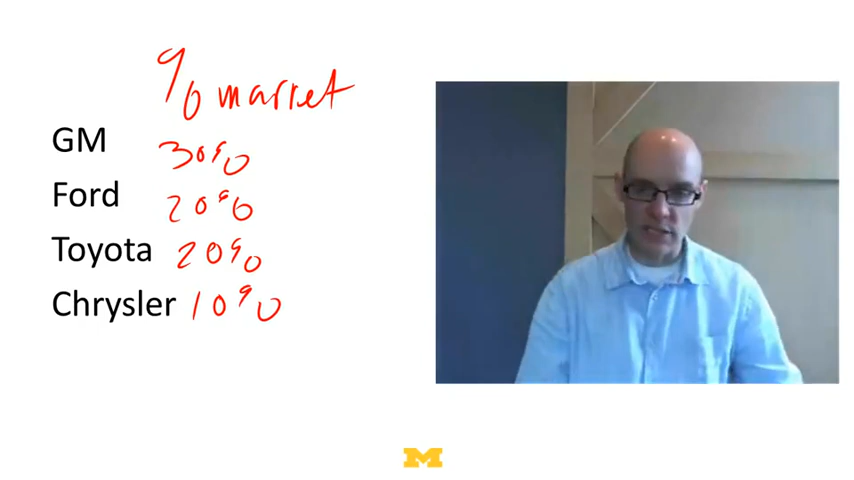 % market
GM 30%
Ford 20%
Toyota 20%
Chrysler 10%
M